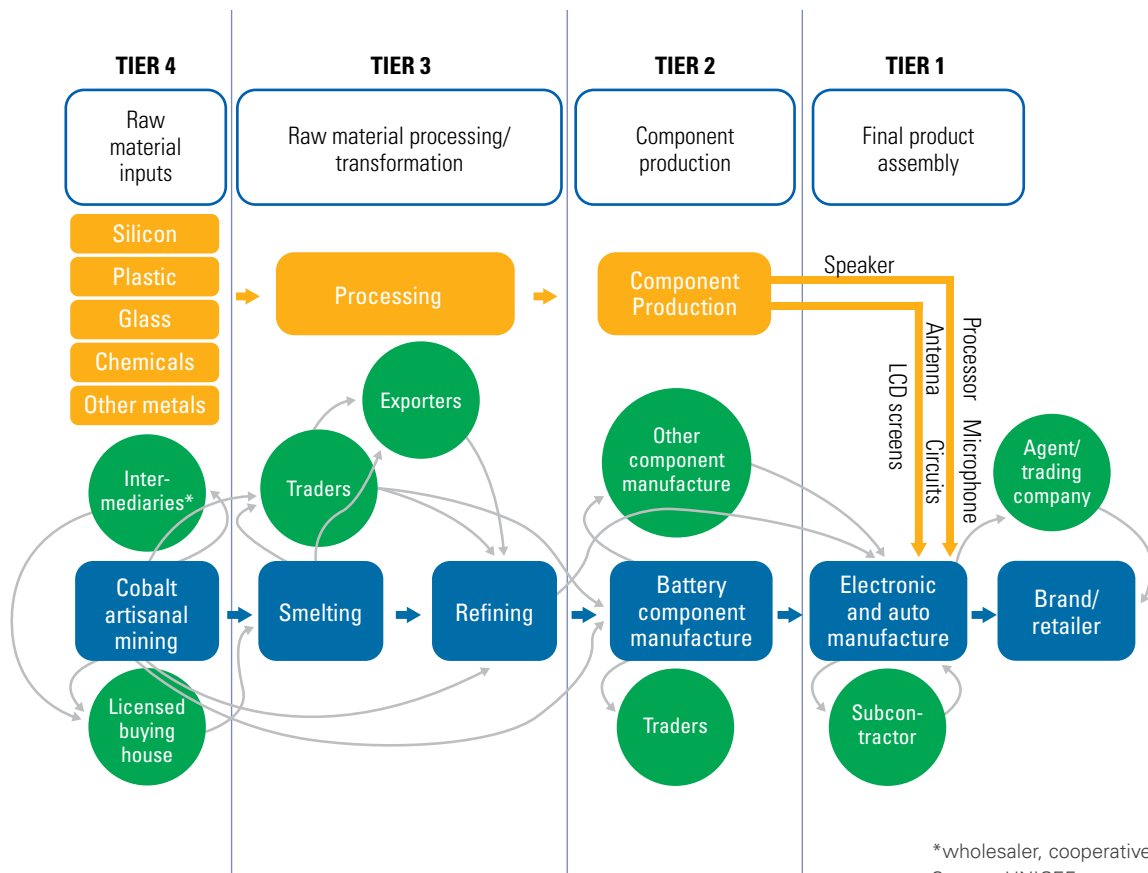 TIER 4
TIER 3
TIER 2
TIER 1
Raw
material
inputs
Raw material processing/
transformation
Component
production
Final product
assembly
Silicon
Plastic
Glass
Chemicals
Other metals
Processing
Component
Production
Speaker
Processor
Microphone
Antenna
Circuits
LCD screens
Exporters
Traders
Inter-
mediaries*
Other
component
manufacture
Agent/
trading
company
Cobalt
artisanal
mining
Smelting
Refining
Battery
component
manufacture
Electronic
and auto
manufacture
Brand/
retailer
Licensed
buying
house
Traders
Subcon-
tractor
*wholesaler, cooperative